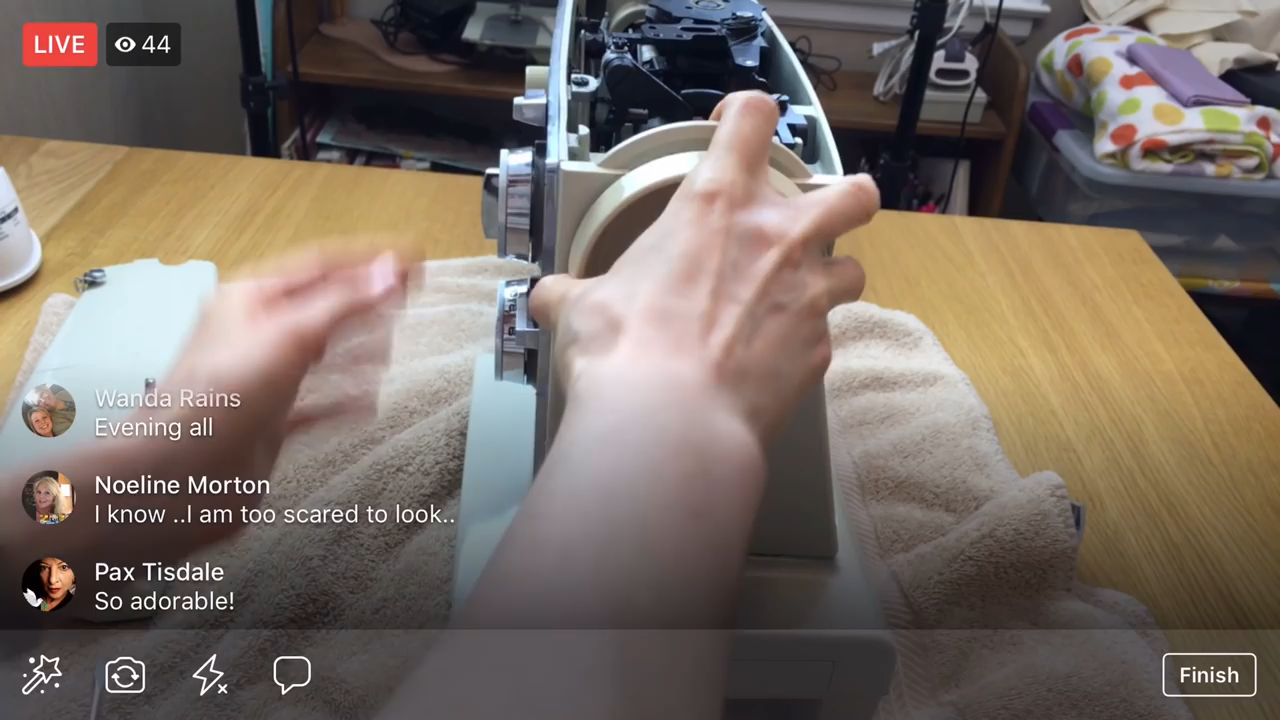 LIVE
44
Wanda Rains
Evening all
Noeline Morton
I know ..I am too scared to look..
Pax Tisdale
So adorable!
Finish